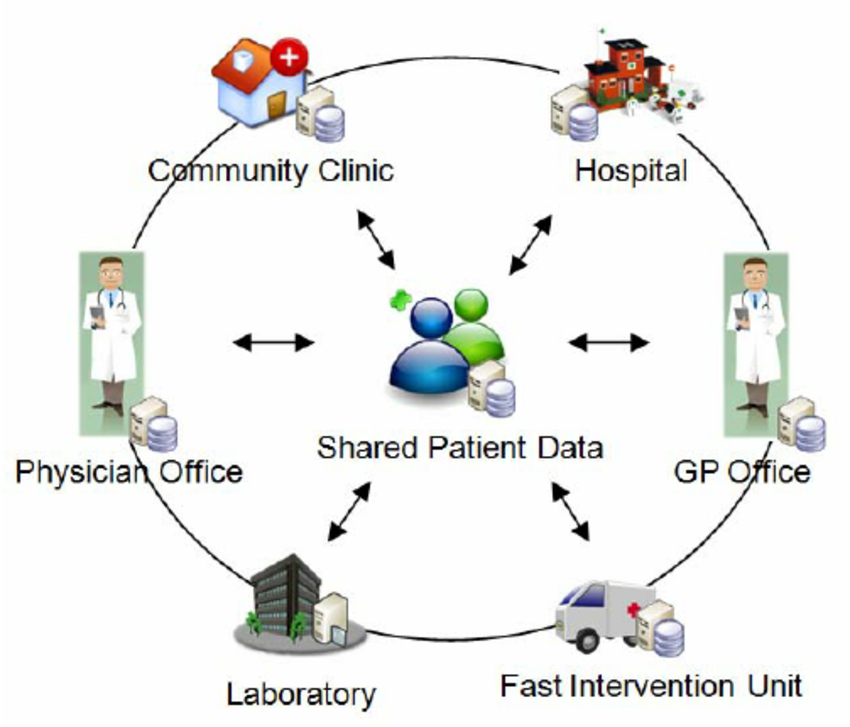 Community Clinic
Hospital
Physician Office
Shared Patient Data
GP Office
Laboratory
Fast Intervention Unit